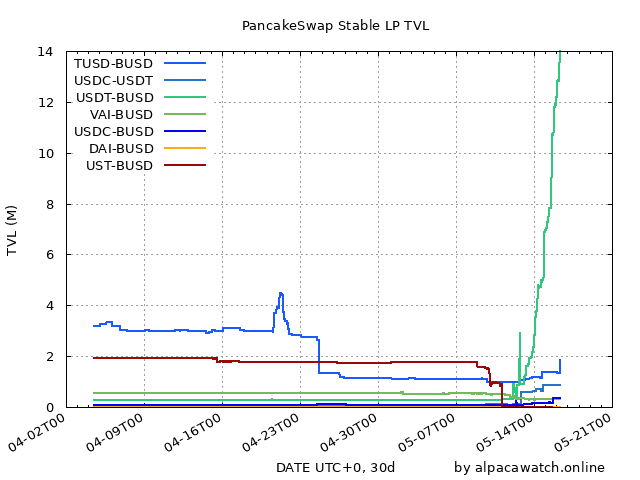 PancakeSwap Stable LP TVL
14
12
10
8
6
4
2
0
TVL (M)
TUSD-BUSD
USDC-USDT
USDT-BUSD
VAI-BUSD
USDC-BUSD
DAI-BUSD
UST-BUSD
04-02T00
04-09T00
04-16T00
04-23T00
04-30T00
05-07T00
05-14T00
05-21T00
DATE UTC+0, 30d
by alpacawatch.online